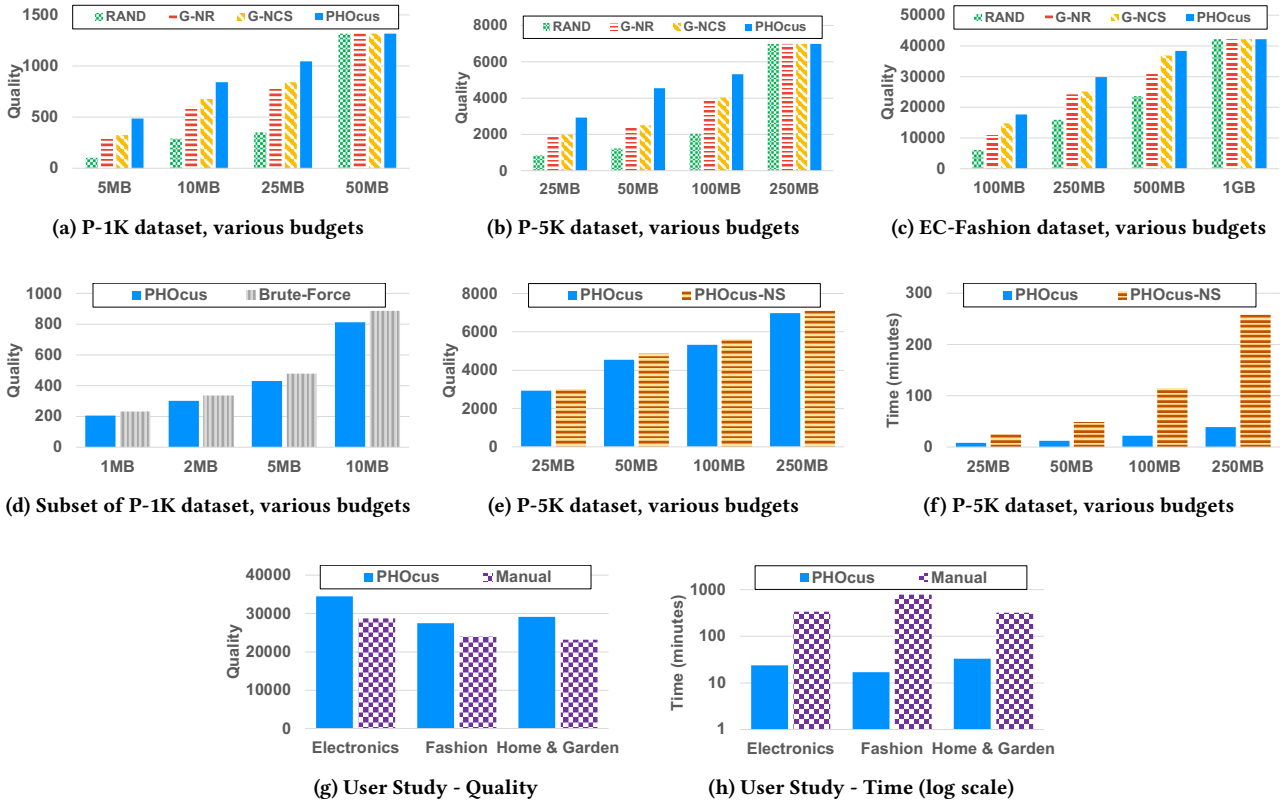 1500
RAND G-NR G-NCS PHOcus
1000
500
0
Quality
5MB 10MB 25MB 50MB
(a) P-1K dataset, various budgets
8000
RAND G-NR G-NCS PHOcus
6000
4000
2000
0
Quality
25MB 50MB 100MB 250MB
(b) P-5K dataset, various budgets
50000
RAND G-NR G-NCS PHOcus
40000
30000
20000
10000
0
Quality
100MB 250MB 500MB 1GB
(c) EC-Fashion dataset, various budgets
1000
PHOcus Brute-Force
800
600
400
200
0
Quality
1MB 2MB 5MB 10MB
(d) Subset of P-1K dataset, various budgets
8000
PHOcus PHOcus-NS
6000
4000
2000
0
Quality
25MB 50MB 100MB 250MB
(e) P-5K dataset, various budgets
300
PHOcus PHOcus-NS
200
100
0
Time (minutes)
25MB 50MB 100MB 250MB
(f) P-5K dataset, various budgets
40000
PHOcus Manual
30000
20000
10000
0
Quality
Electronics Fashion Home & Garden
(g) User Study - Quality
1000
PHOcus Manual
100
10
1
Time (minutes)
Electronics Fashion Home & Garden
(h) User Study - Time (log scale)